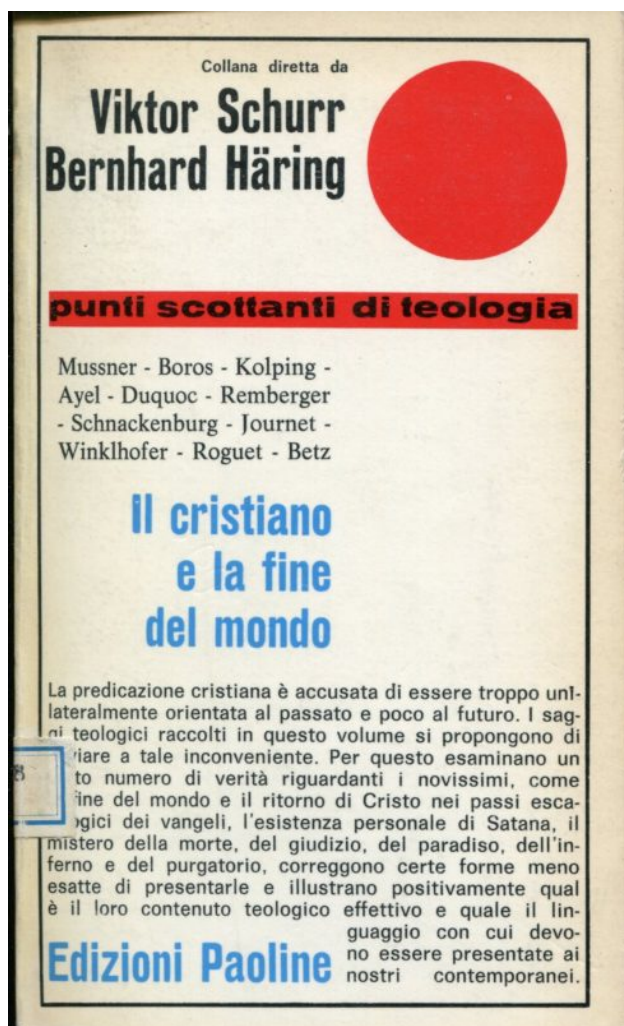 Collana diretta da
Viktor Schurr
Bernhard Häring
punti scottanti di teologia
Mussner - Boros - Kolping -
Ayel - Duquoc - Remberger
- Schnackenburg - Journet -
Winklhofer - Roguet - Betz
il cristiano
e la fine
del mondo
La predicazione cristiana è accusata di essere troppo uni-
lateralmente orientata al passato e poco al futuro. I sag-
gi teologici raccolti in questo volume si propongono di
viare a tale inconveniente. Per questo esaminano un
to numero di verità riguardanti i novissimi, come
fine del mondo e il ritorno di Cristo nei passi esca-
ogici dei vangeli, l'esistenza personale di Satana, il
mistero della morte, del giudizio, del paradiso, dell'in-
ferno e del purgatorio, correggono certe forme meno
esatte di presentarle e illustrano positivamente qual
è il loro contenuto teologico effettivo e quale il lin-
guaggio con cui devo-
no essere presentate ai
nostri contemporanei.
Edizioni Paoline